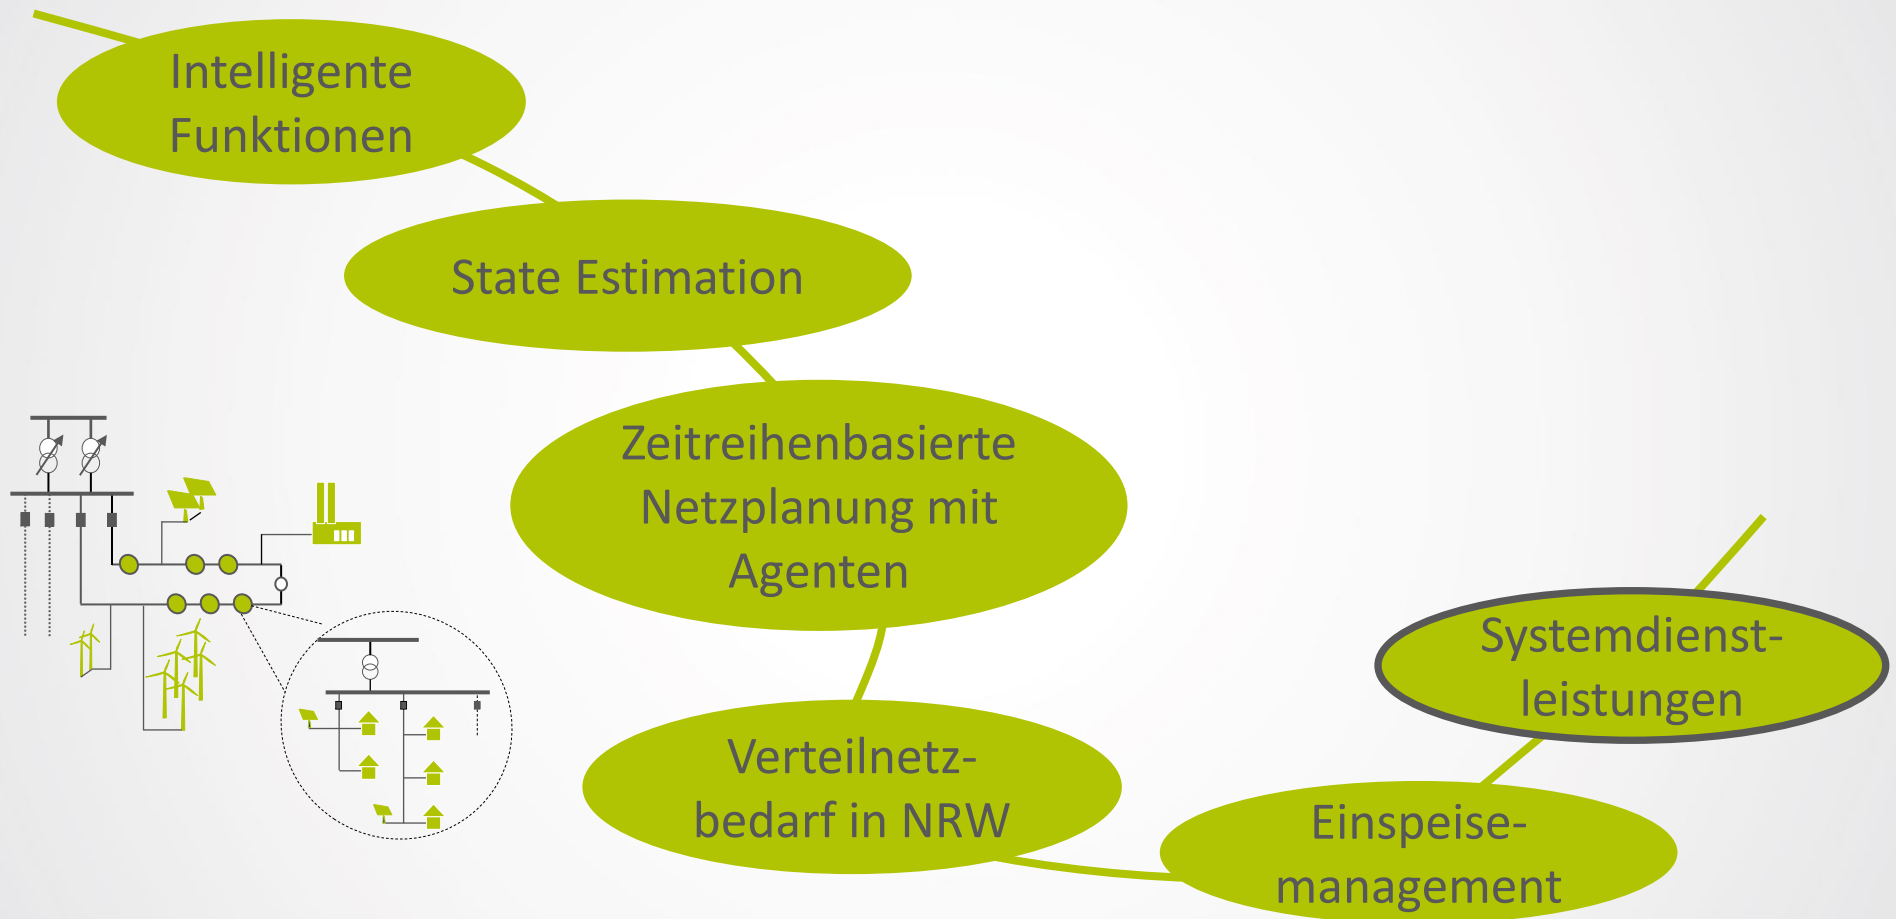 Intelligente
Funktionen
State Estimation
Zeitreihenbasierte
Netzplanung mit
Agenten
Verteilnetz-
bedarf in NRW
Einspeise-
management
Systemdienst-
leistungen